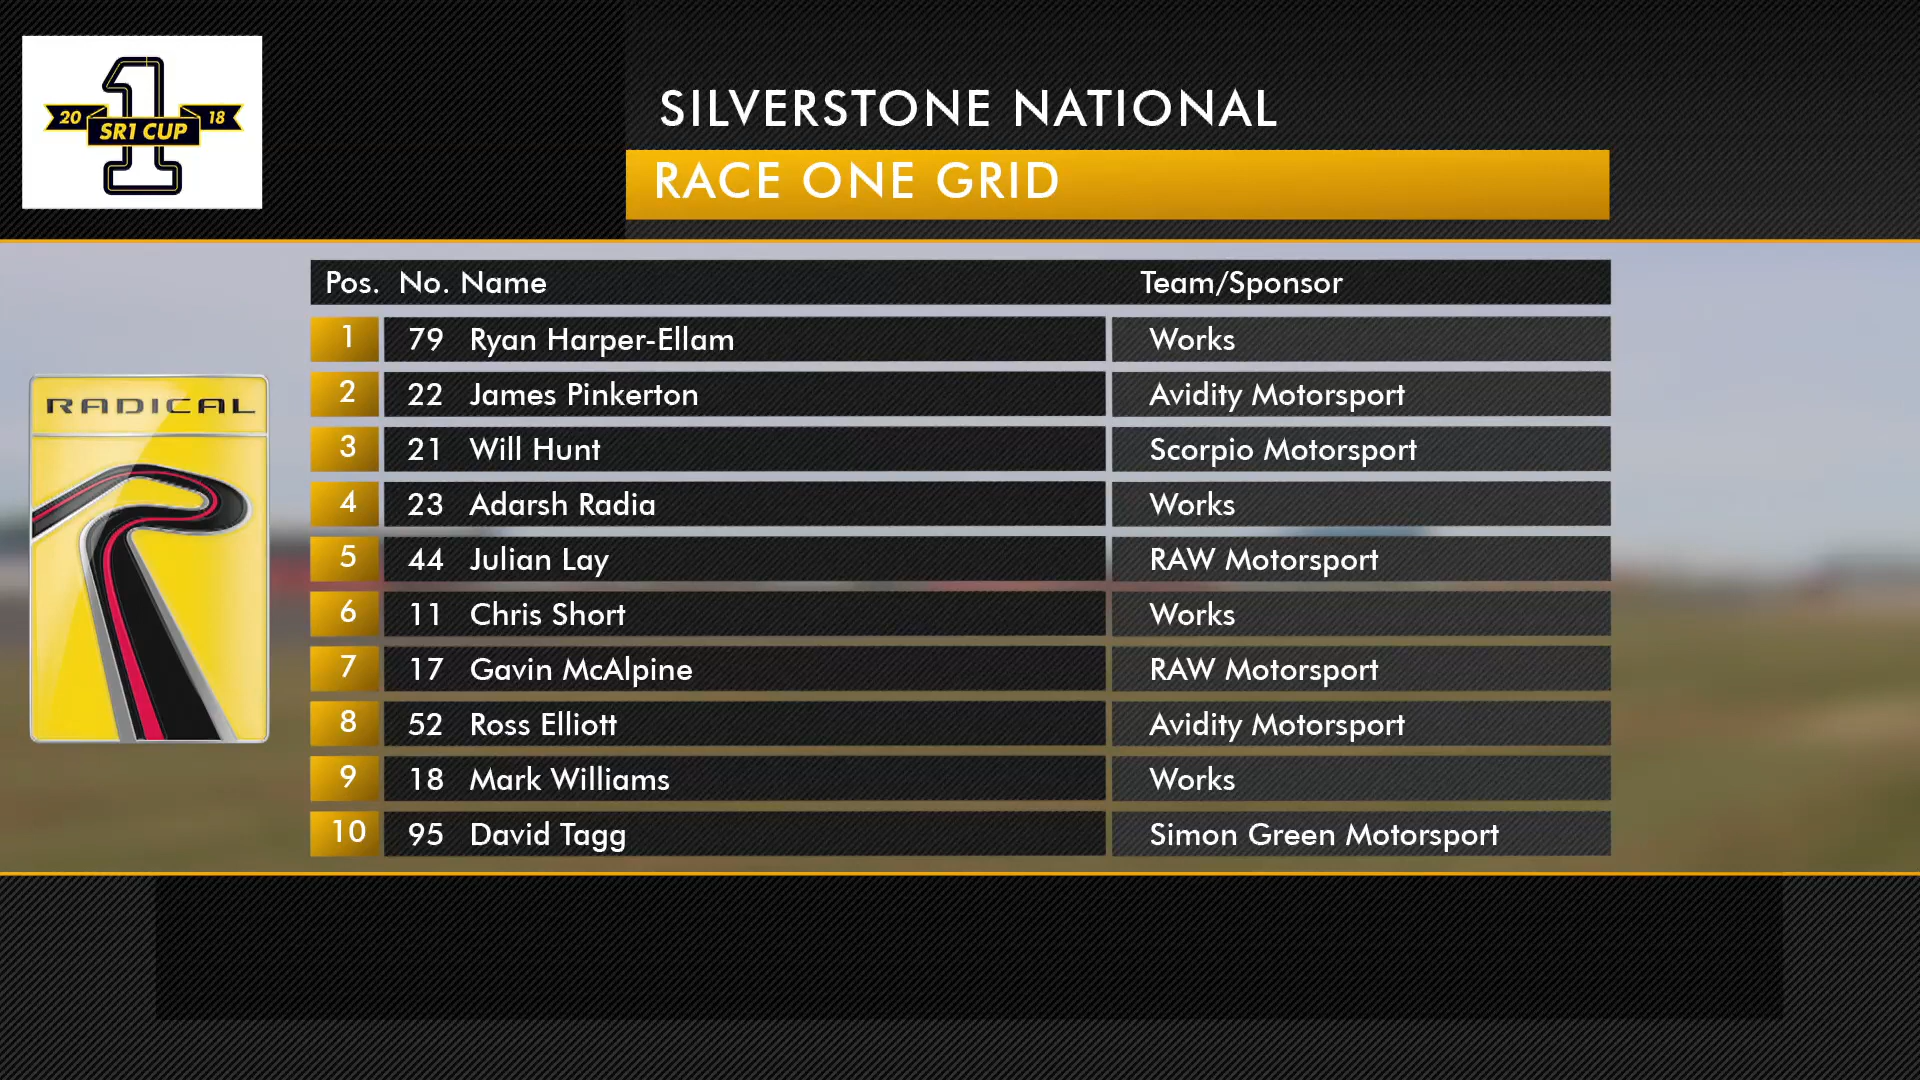 20 SR1 CUP 18
SILVERSTONE NATIONAL
RACE ONE GRID
RADICAL
Pos. No. Name Team/Sponsor
1 79 Ryan Harper-Ellam Works
2 22 James Pinkerton Avidity Motorsport
3 21 Will Hunt Scorpio Motorsport
4 23 Adarsh Radia Works
5 44 Julian Lay RAW Motorsport
6 11 Chris Short Works
7 17 Gavin McAlpine RAW Motorsport
8 52 Ross Elliott Avidity Motorsport
9 18 Mark Williams Works
10 95 David Tagg Simon Green Motorsport